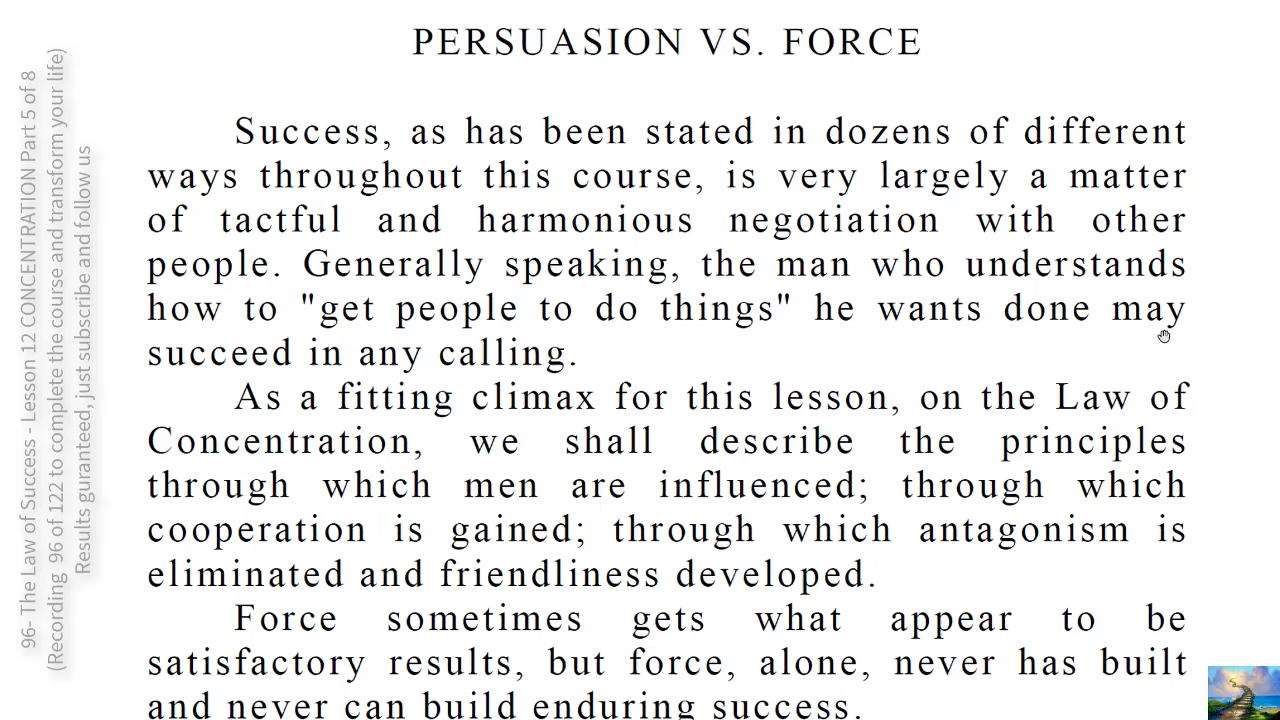 PERSUASION VS. FORCE
Success, as has been stated in dozens of different
ways throughout this course, is very largely a matter
of tactful and harmonious negotiation with other
people. Generally speaking, the man who understands
how to "get people to do things" he wants done may
succeed in any calling.
As a fitting climax for this lesson, on the Law of
Concentration, we shall describe the principles
through which men are influenced; through which
cooperation is gained; through which antagonism is
eliminated and friendliness developed.
Force sometimes gets what appear to be
satisfactory results, but force, alone, never has built
and never can build enduring success.
96- The Law of Success - Lesson 12 CONCENTRATION Part 5 of 8
(Recording 96 of 122 to complete the course and transform your life)
Results guranteed, just subscribe and follow us